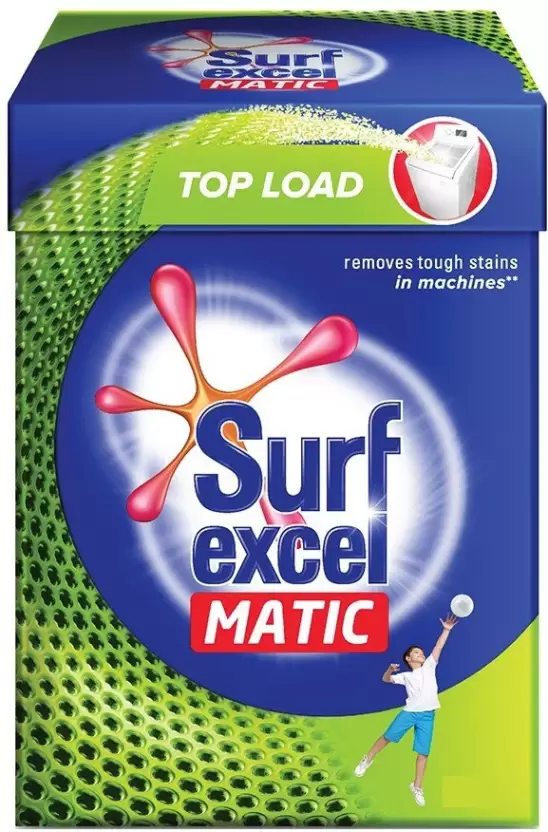 Surf
excel
MATIC
TOP LOAD
removes tough stains
in machines**
Surf
excel
MATIC